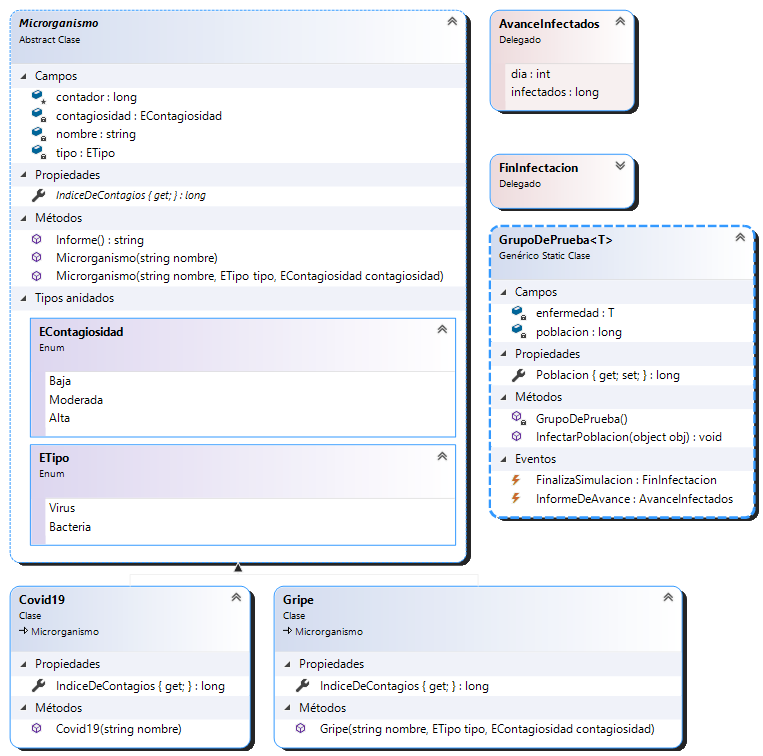 Microrganismo
Abstract Clase
Campos
contador : long
contagiosidad : EContagiosidad
nombre : string
tipo : ETipo
Propiedades
IndiceDeContagios { get; } : long
Métodos
Informe() : string
Microrganismo(string nombre)
Microrganismo(string nombre, ETipo tipo, EContagiosidad contagiosidad)
Tipos anidados
EContagiosidad
Enum
Baja
Moderada
Alta
ETipo
Enum
Virus
Bacteria
AvanceInfectados
Delegado
dia : int
infectados : long
FinInfectacion
Delegado
GrupoDePrueba<T>
Genérico Static Clase
Campos
enfermedad : T
poblacion : long
Propiedades
Poblacion { get; set; } : long
Métodos
GrupoDePrueba()
InfectarPoblacion(object obj) : void
Eventos
FinalizaSimulacion : FinInfectacion
InformeDeAvance : AvanceInfectados
Covid19
Clase
Microrganismo
Propiedades
IndiceDeContagios { get; } : long
Métodos
Covid19(string nombre)
Gripe
Clase
Microrganismo
Propiedades
IndiceDeContagios { get; } : long
Métodos
Gripe(string nombre, ETipo tipo, EContagiosidad contagiosidad)